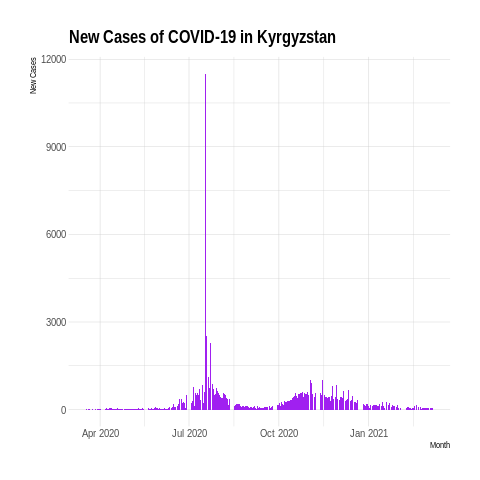 New Cases of COVID-19 in Kyrgyzstan
New Cases
12000
9000
6000
3000
0
Apr 2020 Jul 2020 Oct 2020 Jan 2021
Month